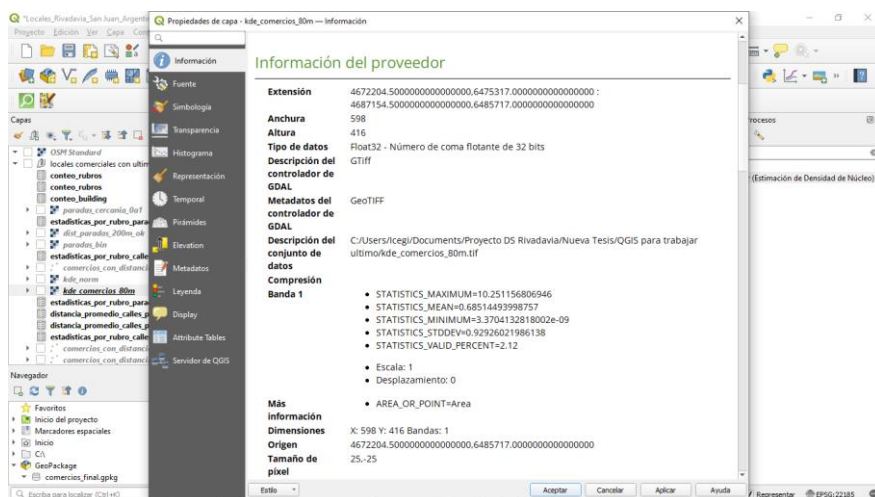 *Locales_Rivadavia_San Juan_Argenti
Propiedades de capa - kde_comercios_80m — Información
Proyecto Edición Ver Capa Con
Información
Fuente
Simbología
Transparencia
Histograma
Representación
Temporal
Pirámides
Elevation
Metadatos
Leyenda
Display
Attribute Tables
Servidor de QGIS
Capas
OSM Standard
locales comerciales con ultim
conteo_rubros
conteo_rubros
conteo_building
paradas_cercania_0a1
estadisticas_por_rubro_para
dist_paradas_200m_ok
paradas_bin
estadisticas_por_rubro_calle
comercios_con_distanci
kde_norm
kde_comercios_80m
estadisticas_por_rubro_para
distancia_promedio_calles_p
distancia_promedio_calles_p
estadisticas_por_rubro_calle
comercios_con_distanci
comercios_con_distanci
Navegador
Favoritos
Inicio del proyecto
Marcadores espaciales
Inicio
C:\
GeoPackage
comercios_final.gpkg
Escriba para localizar (Ctrl+K)
Información del proveedor
Extensión 4672204.5000000000000000,6475317.0000000000000000 :
4687154.5000000000000000,6485717.0000000000000000
Anchura 598
Altura 416
Tipo de datos Float32 - Número de coma flotante de 32 bits
Descripción del GTiff
controlador de
GDAL
Metadatos del GeoTIFF
controlador de
GDAL
Descripción del C:/Users/Icegi/Documents/Proyecto DS Rivadavia/Nueva Tesis/QGIS para trabajar
conjunto de ultimo/kde_comercios_80m.tif
datos
Compresión
Banda 1 • STATISTICS_MAXIMUM=10.251156806946
• STATISTICS_MEAN=0.68514493998757
• STATISTICS_MINIMUM=3.3704132818002e-09
• STATISTICS_STDDEV=0.92926021986138
• STATISTICS_VALID_PERCENT=2.12
• Escala: 1
• Desplazamiento: 0
Más • AREA_OR_POINT=Area
información
Dimensiones X: 598 Y: 416 Bandas: 1
Origen 4672204.5000000000000000,6485717.0000000000000000
Tamaño de 25,-25
píxel
Estilo
Aceptar
Cancelar
Aplicar
Ayuda
rocesos
(Estimación de Densidad de Núcleo)
Representar
EPSG:22185